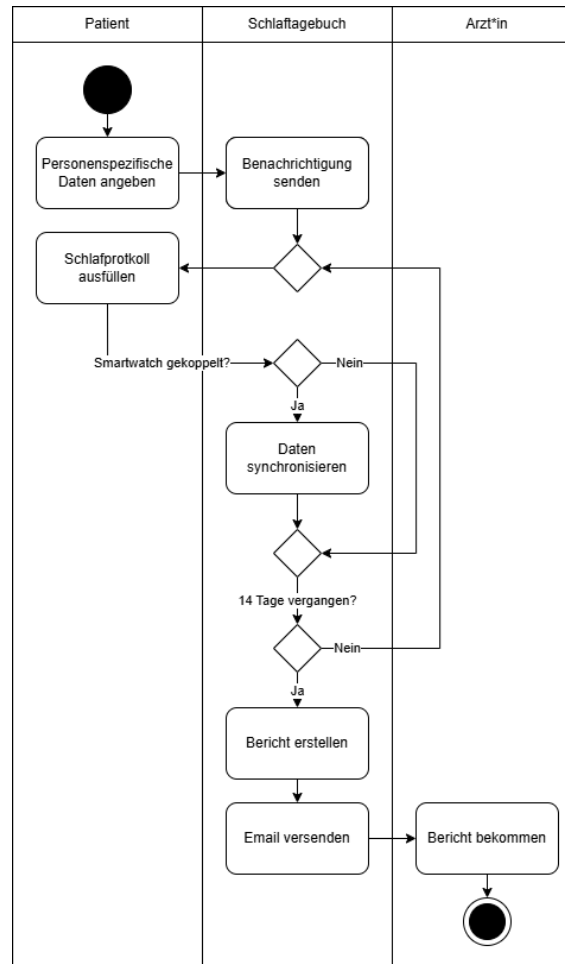 Patient
Schlaftagebuch
Arzt*in
Personenspezifische
Daten angeben
Benachrichtigung
senden
Schlafprotkoll
ausfüllen
Smartwatch gekoppelt?
Nein
Ja
Daten
synchronisieren
14 Tage vergangen?
Nein
Ja
Bericht erstellen
Email versenden
Bericht bekommen